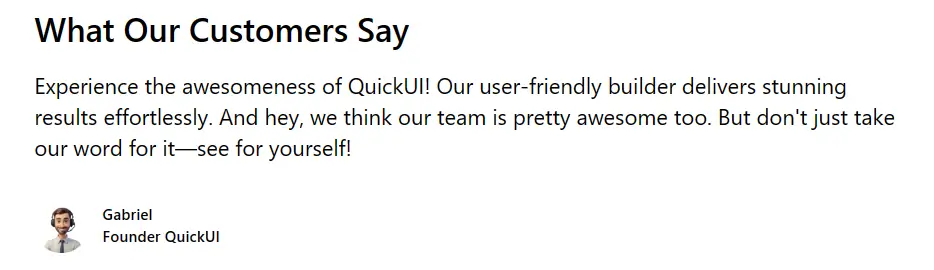 What Our Customers Say
Experience the awesomeness of QuickUI! Our user-friendly builder delivers stunning
results effortlessly. And hey, we think our team is pretty awesome too. But don't just take
our word for it—see for yourself!
Gabriel
Founder QuickUI